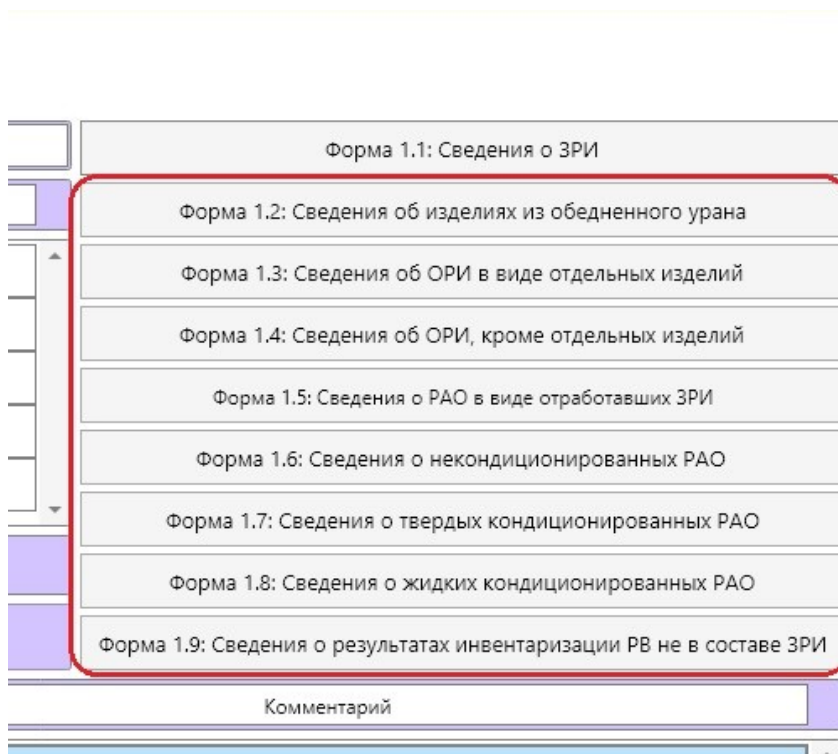 Форма 1.1: Сведения о ЗРИ
Форма 1.2: Сведения об изделиях из обедненного урана
Форма 1.3: Сведения об ОРИ в виде отдельных изделий
Форма 1.4: Сведения об ОРИ, кроме отдельных изделий
Форма 1.5: Сведения о РАО в виде отработавших ЗРИ
Форма 1.6: Сведения о некондиционированных РАО
Форма 1.7: Сведения о твердых кондиционированных РАО
Форма 1.8: Сведения о жидких кондиционированных РАО
Форма 1.9: Сведения о результатах инвентаризации РВ не в составе ЗРИ
Комментарий